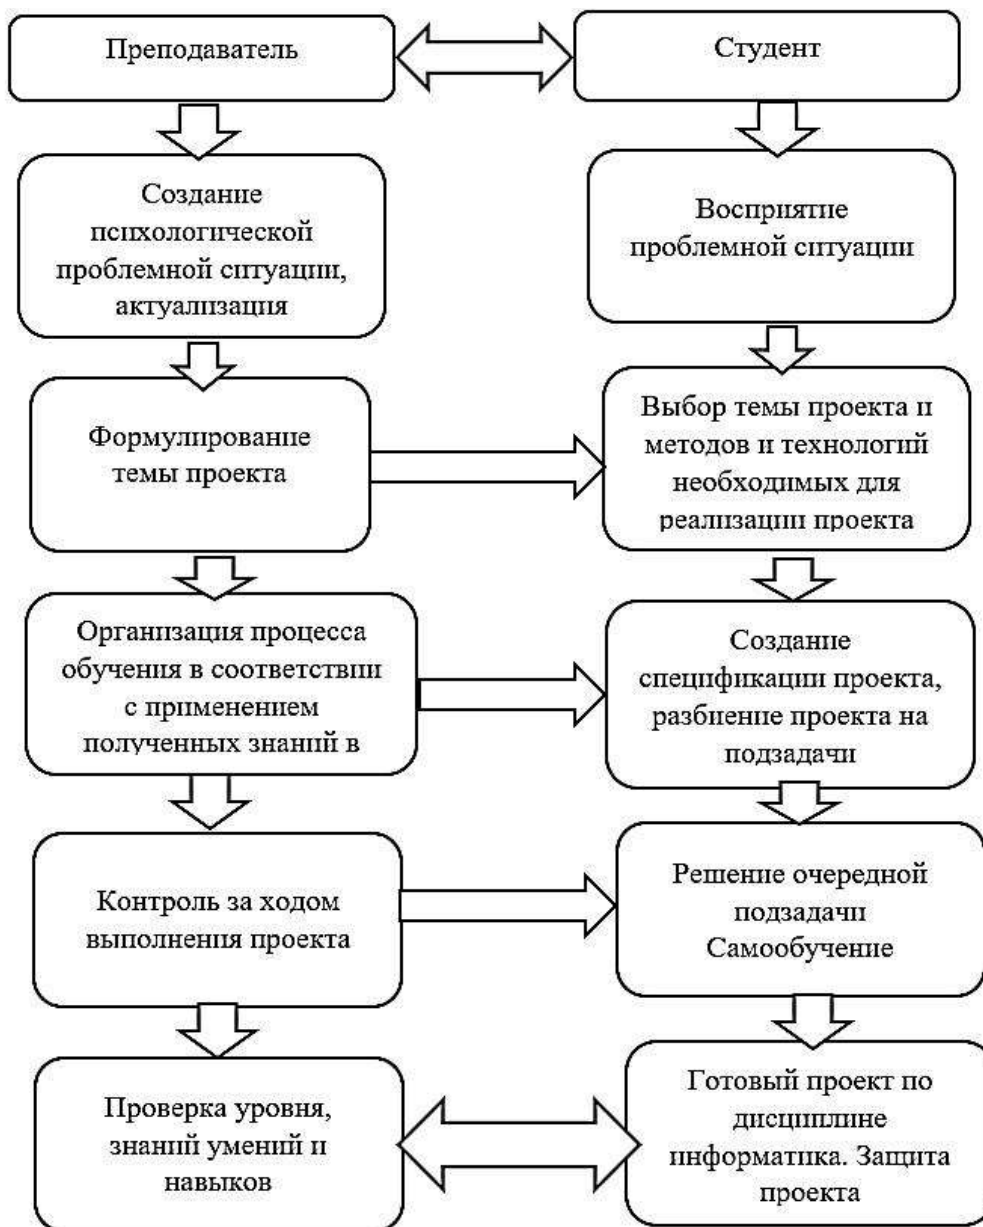 Преподаватель
Студент
Создание
психологической
проблемной ситуации,
актуализация
Восприятие
проблемной ситуации
Формулирование
темы проекта
Выбор темы проекта и
методов и технологий
необходимых для
реализации проекта
Организация процесса
обучения в соответствии
с применением
полученных знаний в
Создание
спецификации проекта,
разбиение проекта на
подзадачи
Контроль за ходом
выполнения проекта
Решение очередной
подзадачи
Самообучение
Проверка уровня,
знаний умений и
навыков
Готовый проект по
дисциплине
информатика. Защита
проекта